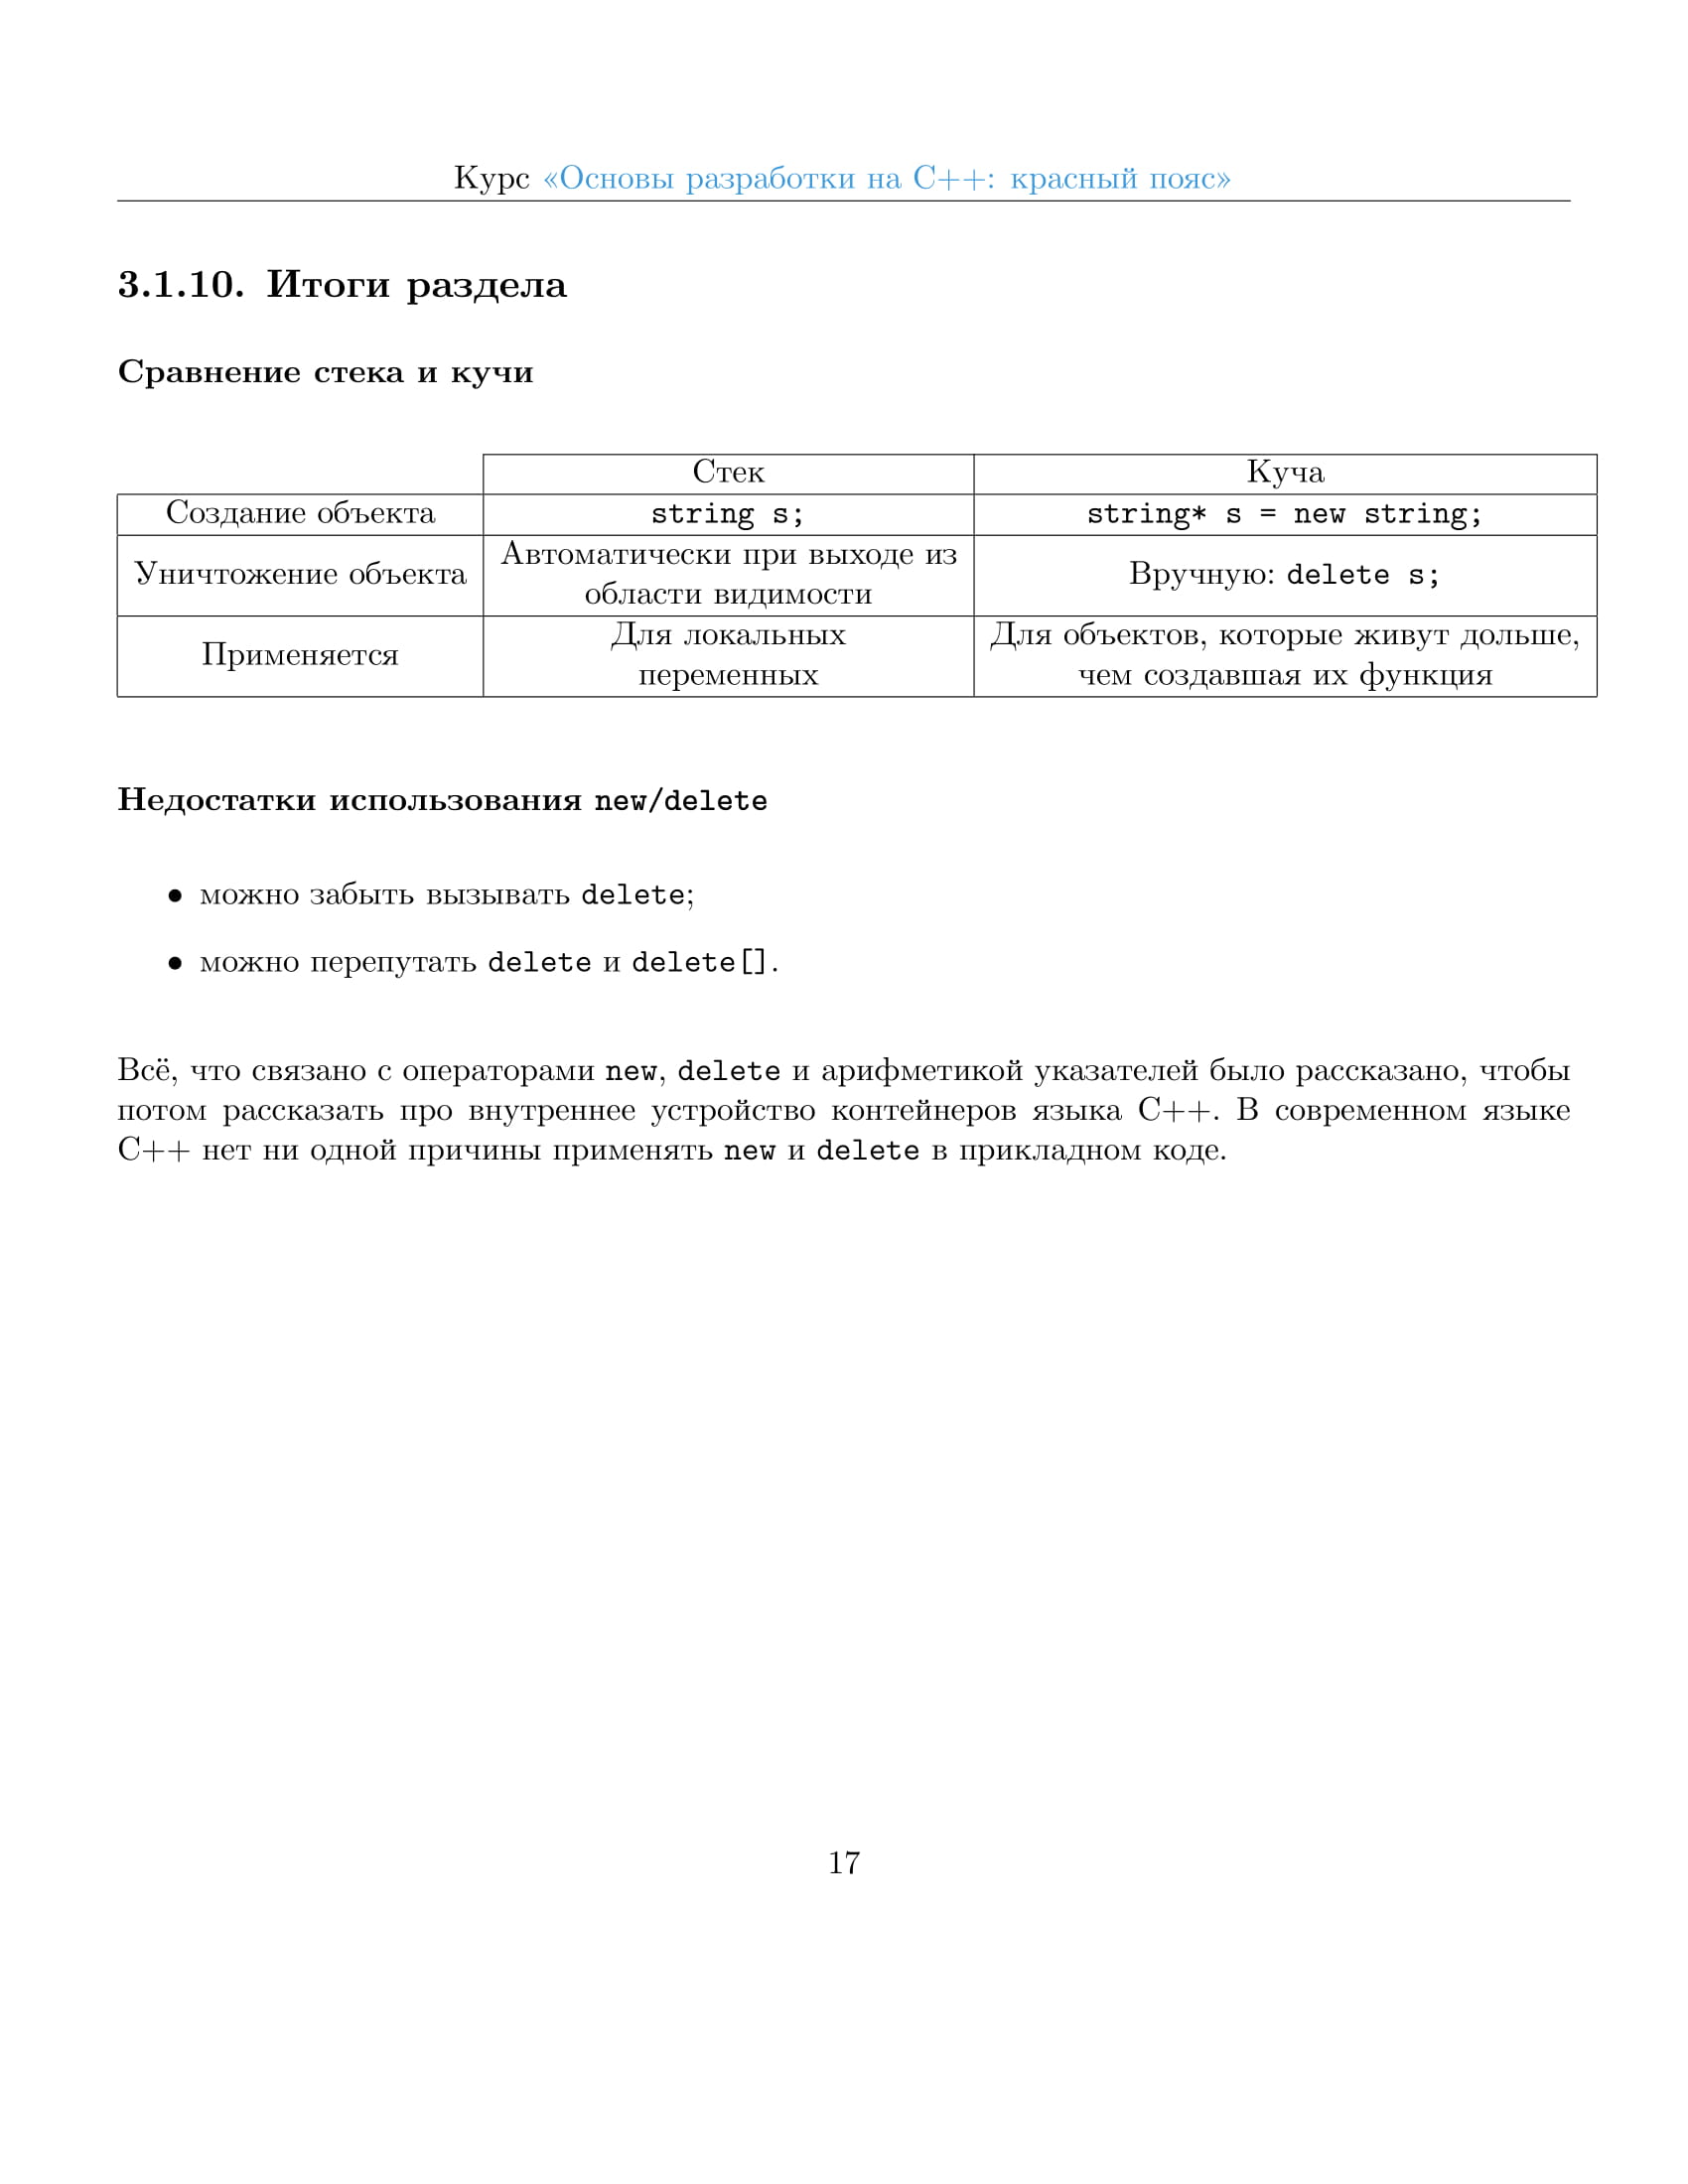 Курс «Основы разработки на C++: красный пояс»
3.1.10. Итоги раздела
Сравнение стека и кучи
Стек Куча
Создание объекта string s; string* s = new string;
Уничтожение объекта Автоматически при выходе из области видимости Вручную: delete s;
Применяется Для локальных переменных Для объектов, которые живут дольше, чем создавшая их функция
Недостатки использования new/delete
• можно забыть вызывать delete;
• можно перепутать delete и delete[].
Всё, что связано с операторами new, delete и арифметикой указателей было рассказано, чтобы
потом рассказать про внутреннее устройство контейнеров языка C++. В современном языке
C++ нет ни одной причины применять new и delete в прикладном коде.
17